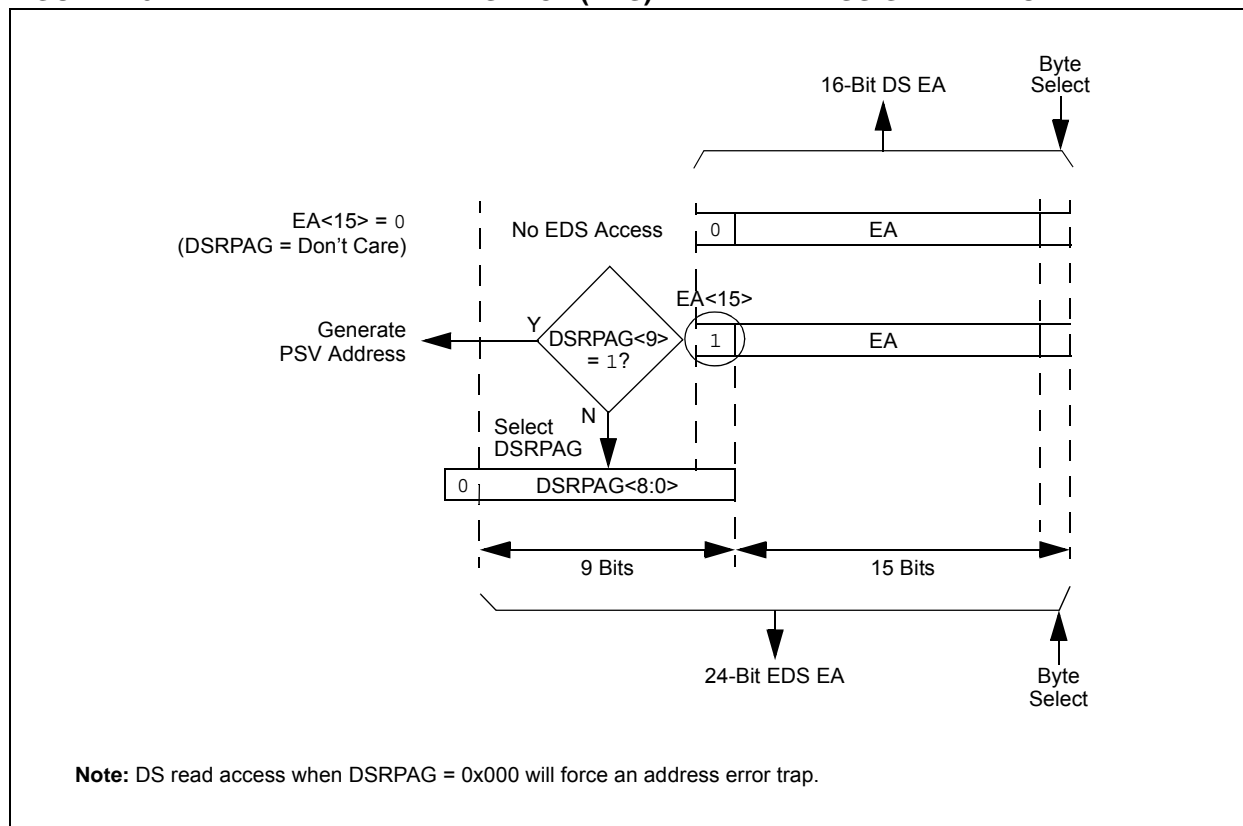 16-Bit DS EA
Byte
Select
EA<15> = 0
(DSRPAG = Don't Care)
No EDS Access
0
EA
EA<15>
Generate
PSV Address
Y
DSRPAG<9>
= 1?
1
EA
N
Select
DSRPAG
0
DSRPAG<8:0>
9 Bits
15 Bits
24-Bit EDS EA
Byte
Select
Note: DS read access when DSRPAG = 0x000 will force an address error trap.